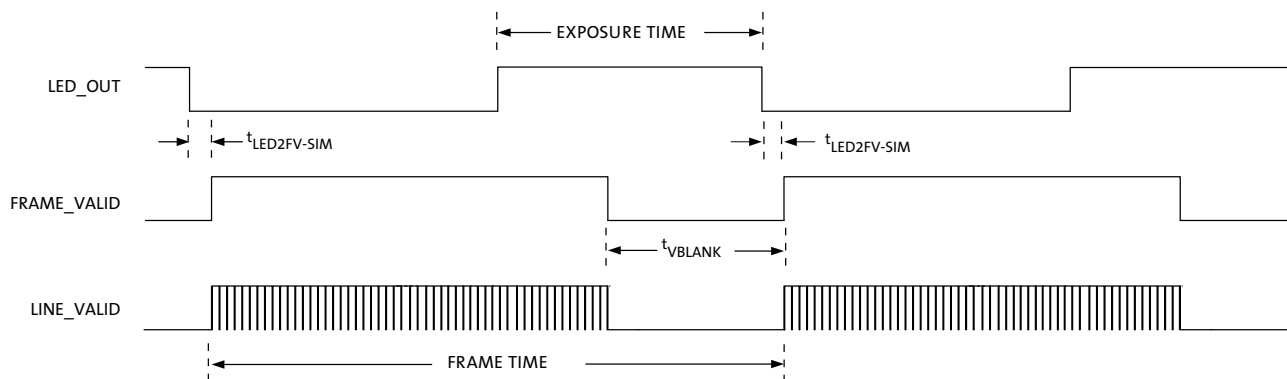 EXPOSURE TIME
LED_OUT
tLED2FV-SIM
tLED2FV-SIM
FRAME_VALID
tVBLANK
LINE_VALID
FRAME TIME